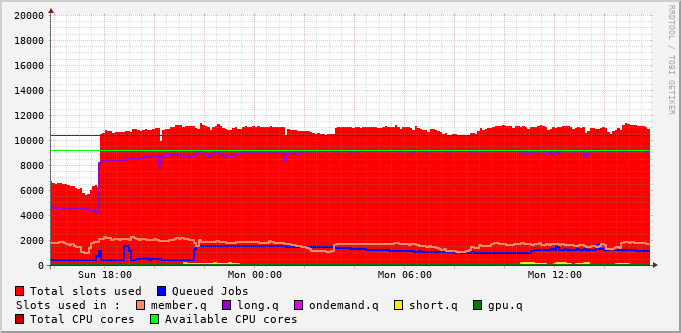 20000
18000
16000
14000
12000
10000
8000
6000
4000
2000
0
Sun 18:00 Mon 00:00 Mon 06:00 Mon 12:00
RRDTOOL / TOBI OETIKER
Total slots used Queued Jobs
Slots used in : member.q long.q ondemand.q short.q gpu.q
Total CPU cores Available CPU cores